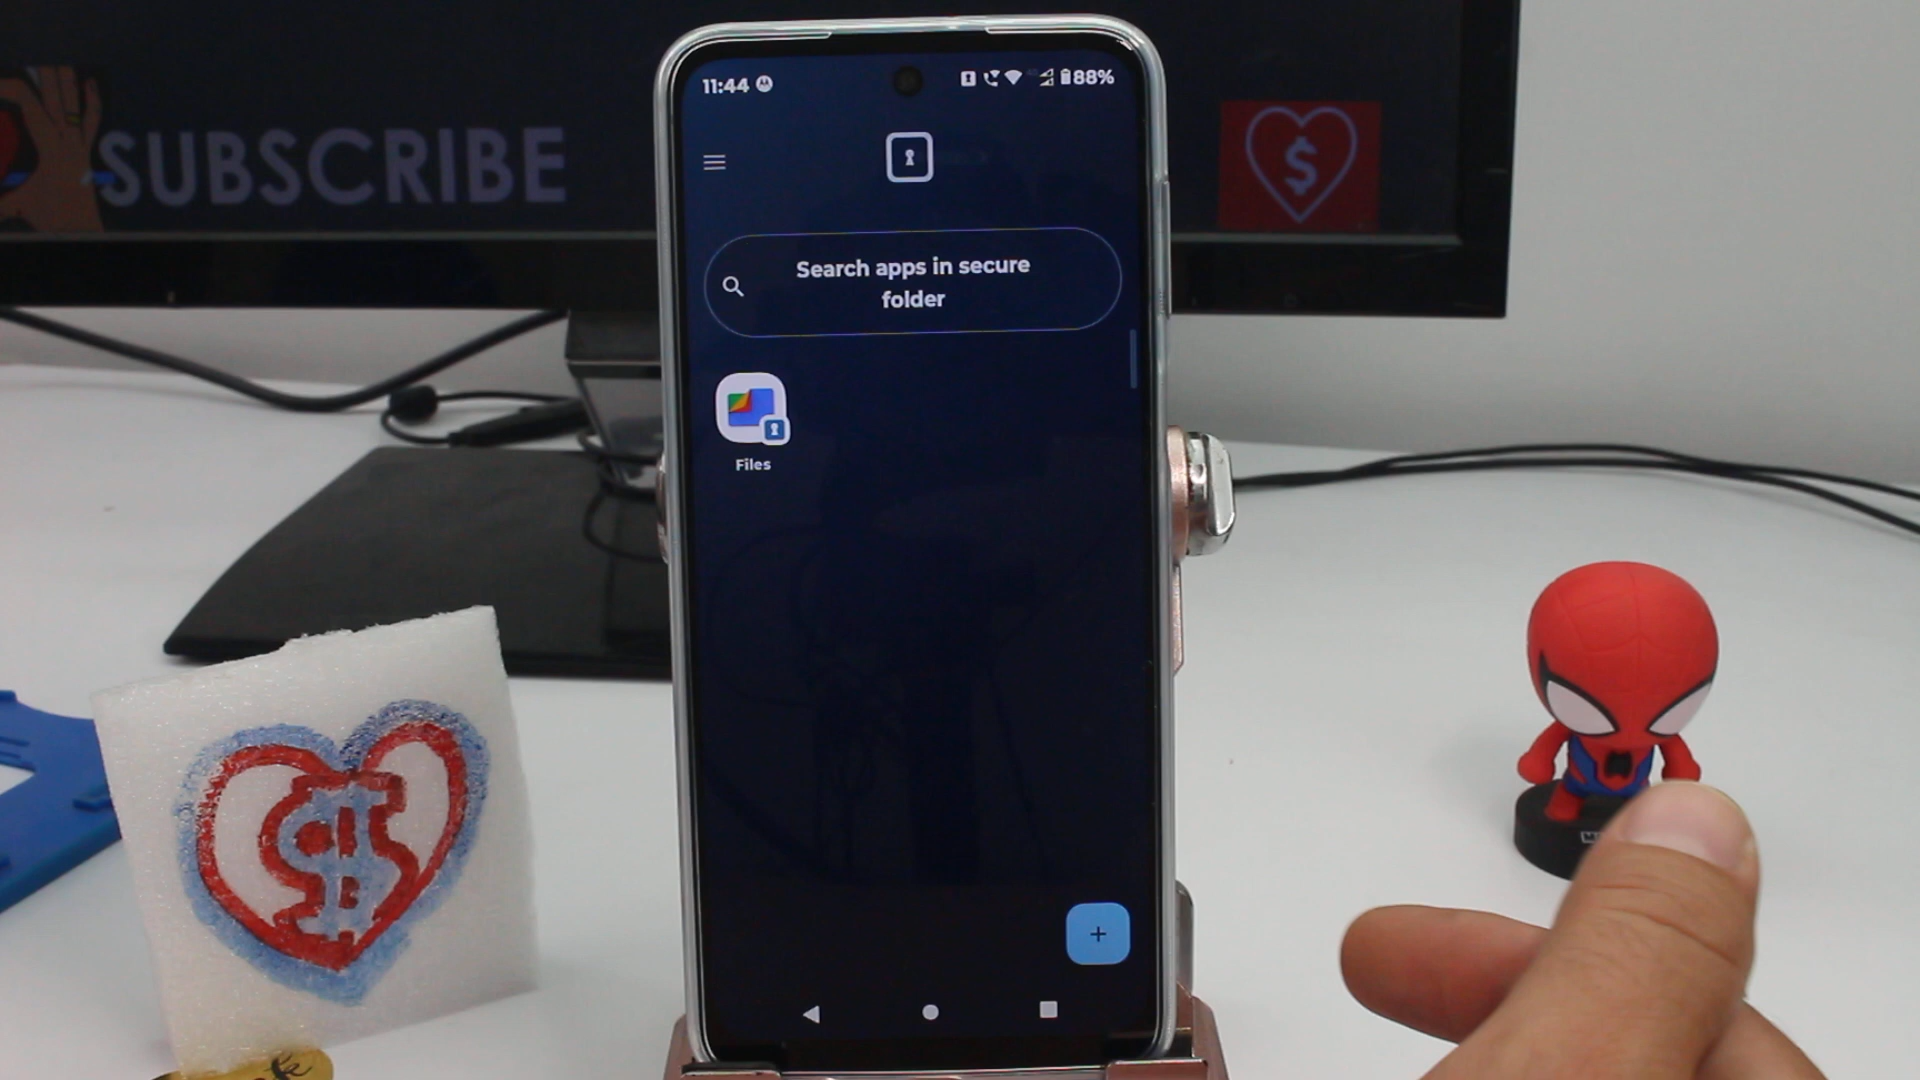 SUBSCRIBE
$
11:44
88%
Search apps in secure
folder
Files
+